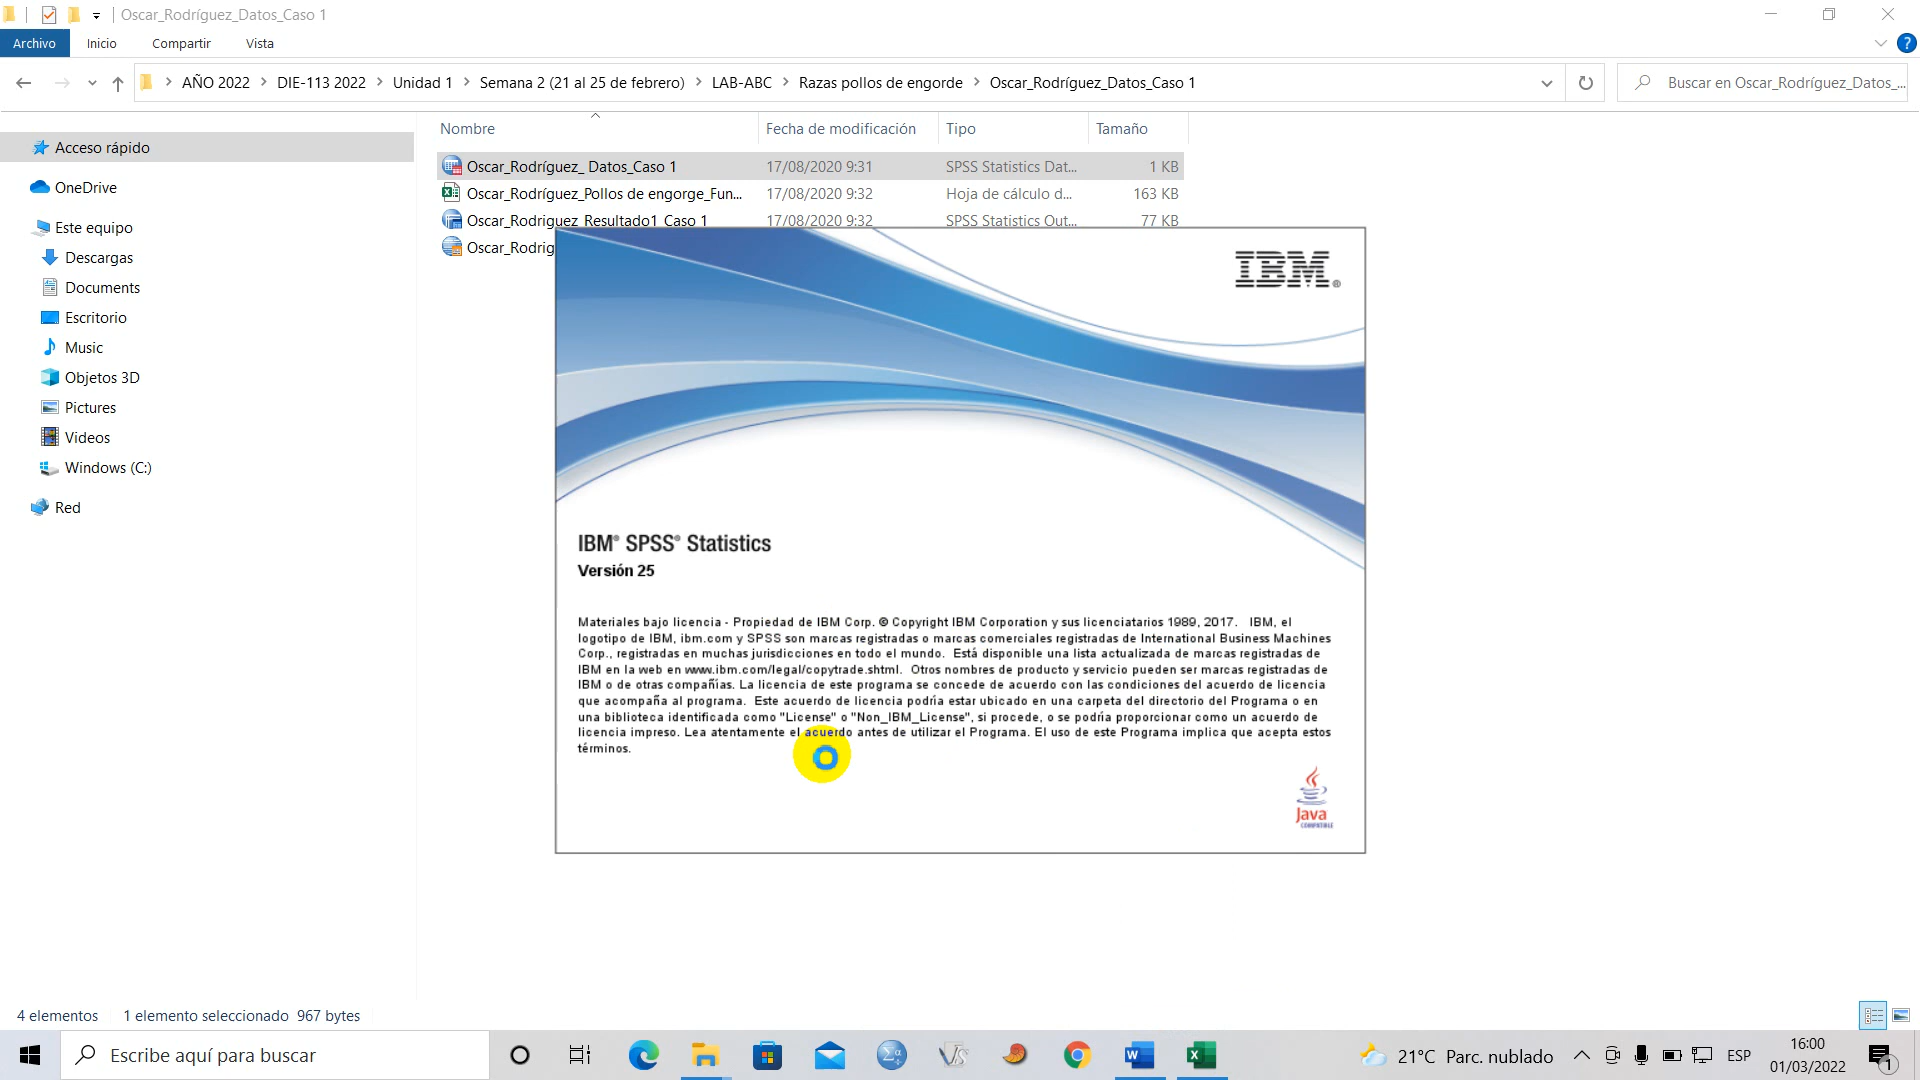 Oscar_Rodríguez_Datos_Caso 1
Archivo Inicio Compartir Vista
AÑO 2022 DIE-113 2022 Unidad 1 Semana 2 (21 al 25 de febrero) LAB-ABC Razas pollos de engorde Oscar_Rodríguez_Datos_Caso 1
Buscar en Oscar_Rodríguez_Datos_...
Nombre Fecha de modificación Tipo Tamaño
Acceso rápido
OneDrive
Este equipo
Descargas
Documents
Escritorio
Music
Objetos 3D
Pictures
Videos
Windows (C:)
Red
Oscar_Rodríguez_ Datos_Caso 1 17/08/2020 9:31 SPSS Statistics Dat... 1 KB
Oscar_Rodríguez_Pollos de engorge_Fun... 17/08/2020 9:32 Hoja de cálculo d... 163 KB
Oscar_Rodriguez_Resultado1_Caso 1 17/08/2020 9:32 SPSS Statistics Out... 77 KB
Oscar_Rodrig
IBM®
IBM® SPSS® Statistics
Versión 25
Materiales bajo licencia - Propiedad de IBM Corp. © Copyright IBM Corporation y sus licenciatarios 1989, 2017. IBM, el
logotipo de IBM, ibm.com y SPSS son marcas registradas o marcas comerciales registradas de International Business Machines
Corp., registradas en muchas jurisdicciones en todo el mundo. Está disponible una lista actualizada de marcas registradas de
IBM en la web en www.ibm.com/legal/copytrade.shtml. Otros nombres de producto y servicio pueden ser marcas registradas de
IBM o de otras compañías. La licencia de este programa se concede de acuerdo con las condiciones del acuerdo de licencia
que acompaña al programa. Este acuerdo de licencia podría estar ubicado en una carpeta del directorio del Programa o en
una biblioteca identificada como "License" o "Non_IBM_License", si procede, o se podría proporcionar como un acuerdo de
licencia impreso. Lea atentamente el acuerdo antes de utilizar el Programa. El uso de este Programa implica que acepta estos
términos.
Java
COMPATIBLE
4 elementos 1 elemento seleccionado 967 bytes
Escribe aquí para buscar
21°C Parc. nublado
ESP
16:00
01/03/2022
1